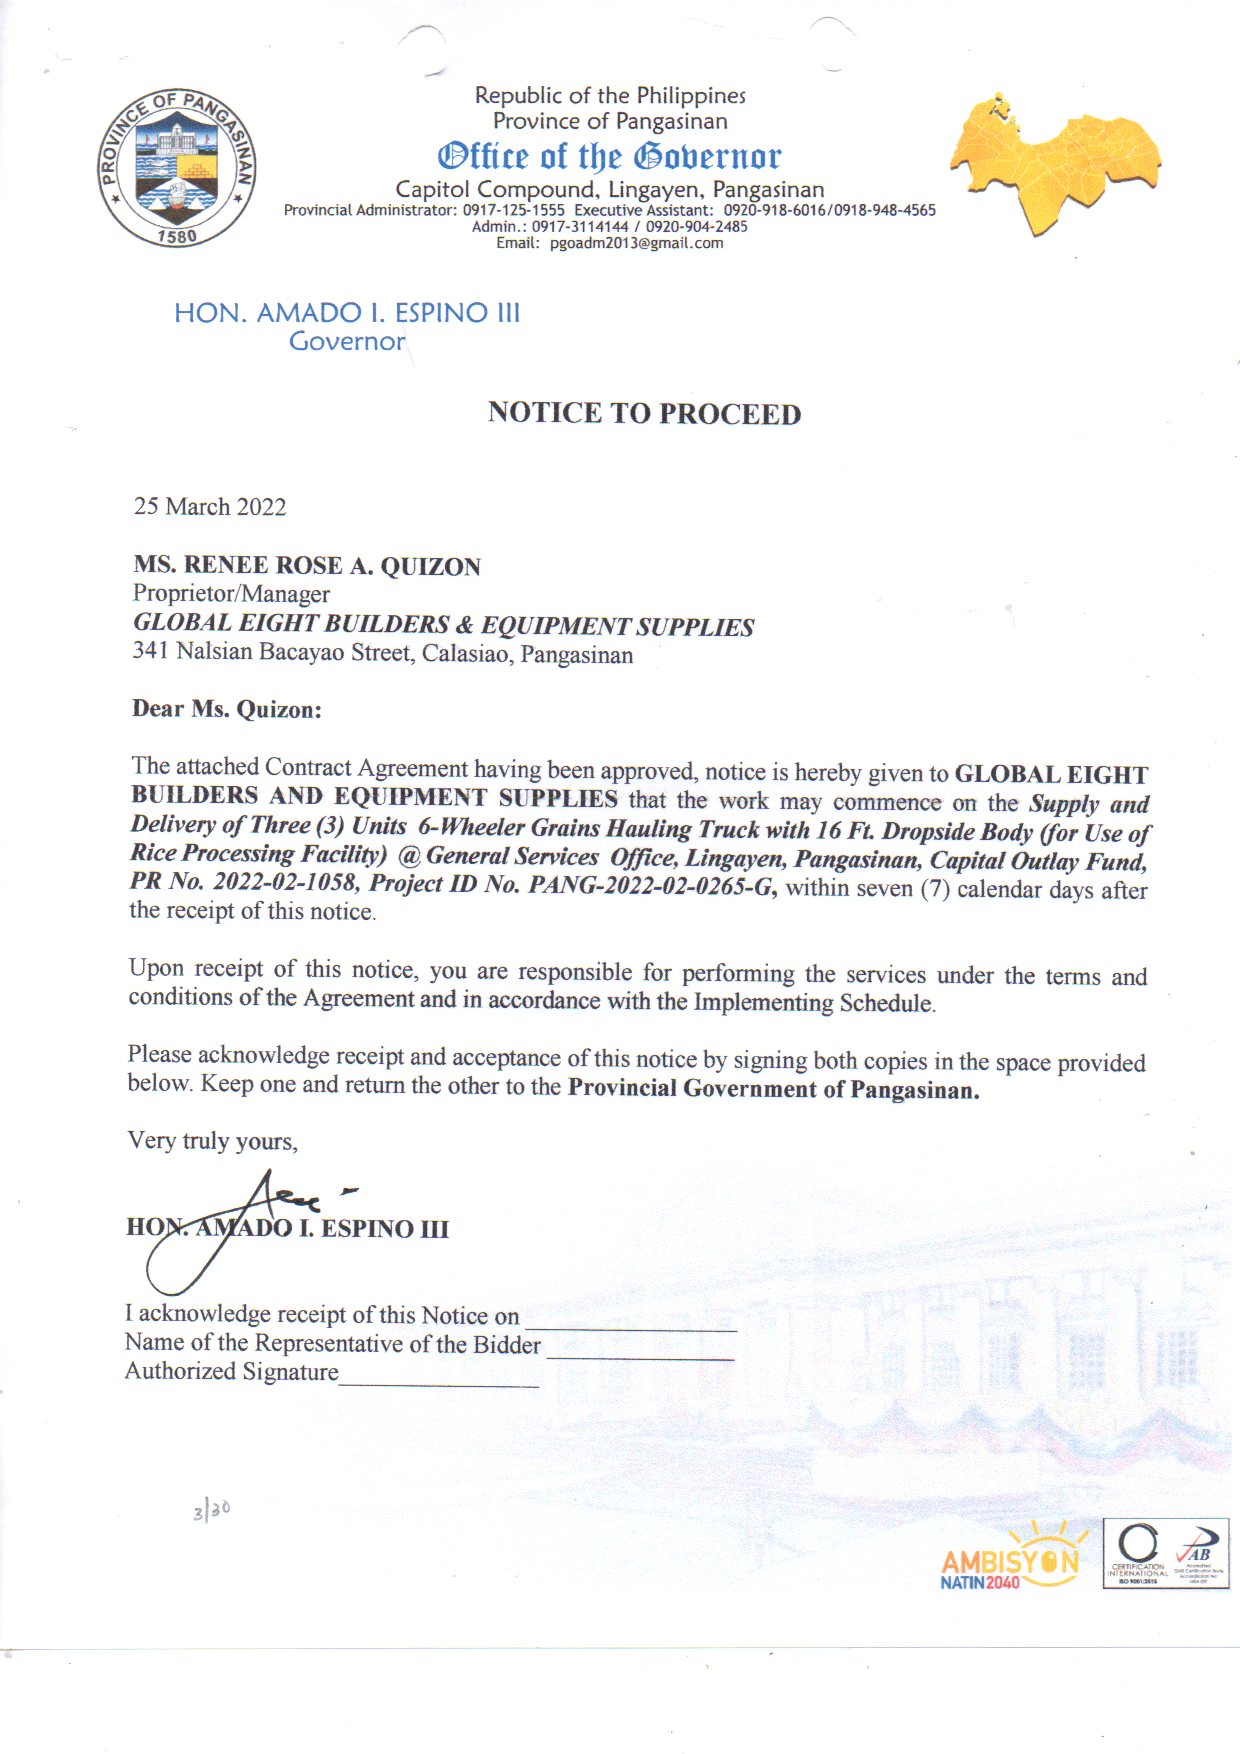 PROVINCE OF PANGASINAN
1580
Republic of the Philippines
Province of Pangasinan
Office of the Governor
Capitol Compound, Lingayen, Pangasinan
Provincial Administrator: 0917-125-1555 Executive Assistant: 0920-918-6016/0918-948-4565
Admin.: 0917-3114144 / 0920-904-2485
Email: pgoadm2013@gmail.com
HON. AMADO I. ESPINO III
Governor
NOTICE TO PROCEED
25 March 2022
MS. RENEE ROSE A. QUIZON
Proprietor/Manager
GLOBAL EIGHT BUILDERS & EQUIPMENT SUPPLIES
341 Nalsian Bacayao Street, Calasiao, Pangasinan
Dear Ms. Quizon:
The attached Contract Agreement having been approved, notice is hereby given to GLOBAL EIGHT
BUILDERS AND EQUIPMENT SUPPLIES that the work may commence on the Supply and
Delivery of Three (3) Units 6-Wheeler Grains Hauling Truck with 16 Ft. Dropside Body (for Use of
Rice Processing Facility) @ General Services Office, Lingayen, Pangasinan, Capital Outlay Fund,
PR No. 2022-02-1058, Project ID No. PANG-2022-02-0265-G, within seven (7) calendar days after
the receipt of this notice.
Upon receipt of this notice, you are responsible for performing the services under the terms and
conditions of the Agreement and in accordance with the Implementing Schedule.
Please acknowledge receipt and acceptance of this notice by signing both copies in the space provided
below. Keep one and return the other to the Provincial Government of Pangasinan.
Very truly yours,
HON. AMADO I. ESPINO III
I acknowledge receipt of this Notice on ________________
Name of the Representative of the Bidder ______________
Authorized Signature_______________
3/30
AMBISYON
NATIN 2040
CERTIFICATION
INTERNATIONAL
ISO 9001:2015
PAB
Accredited